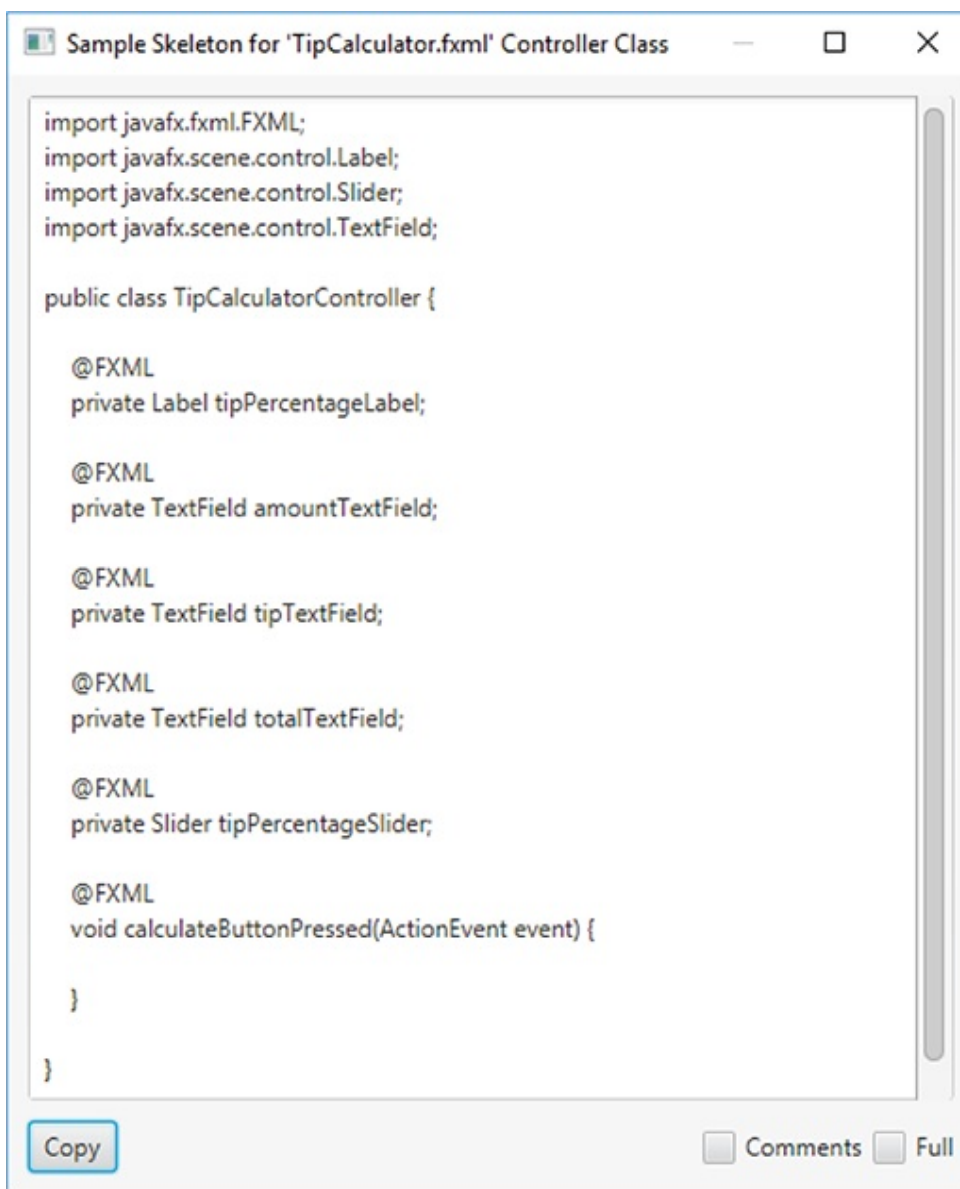 Sample Skeleton for 'TipCalculator.fxml' Controller Class
import javafx.fxml.FXML;
import javafx.scene.control.Label;
import javafx.scene.control.Slider;
import javafx.scene.control.TextField;
public class TipCalculatorController {
@FXML
private Label tipPercentageLabel;
@FXML
private TextField amountTextField;
@FXML
private TextField tipTextField;
@FXML
private TextField totalTextField;
@FXML
private Slider tipPercentageSlider;
@FXML
void calculateButtonPressed(ActionEvent event) {
}
}
Copy Comments Full